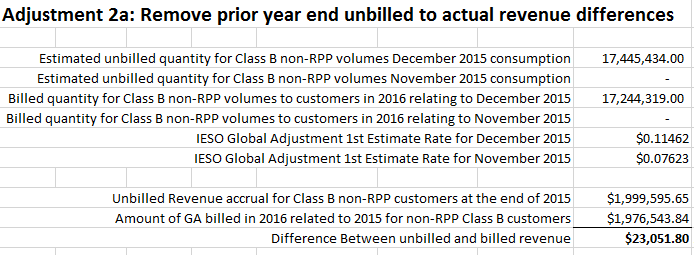 Adjustment 2a: Remove prior year end unbilled to actual revenue differences
Estimated unbilled quantity for Class B non-RPP volumes December 2015 consumption 17,445,434.00
Estimated unbilled quantity for Class B non-RPP volumes November 2015 consumption -
Billed quantity for Class B non-RPP volumes to customers in 2016 relating to December 2015 17,244,319.00
Billed quantity for Class B non-RPP volumes to customers in 2016 relating to November 2015 -
IESO Global Adjustment 1st Estimate Rate for December 2015 $0.11462
IESO Global Adjustment 1st Estimate Rate for November 2015 $0.07623
Unbilled Revenue accrual for Class B non-RPP customers at the end of 2015 $1,999,595.65
Amount of GA billed in 2016 related to 2015 for non-RPP Class B customers $1,976,543.84
Difference Between unbilled and billed revenue $23,051.80